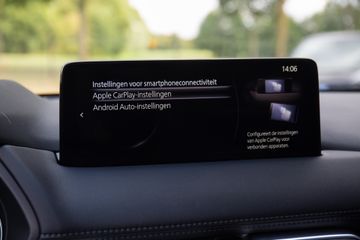 14:06
Instellingen voor smartphoneconnectiviteit
Apple CarPlay-instellingen
Android Auto-instellingen
Configureert de instellingen
van Apple CarPlay voor
verbonden apparaten.